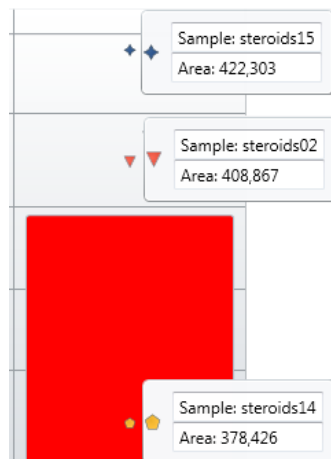 Sample: steroids15
Area: 422,303
Sample: steroids02
Area: 408,867
Sample: steroids14
Area: 378,426